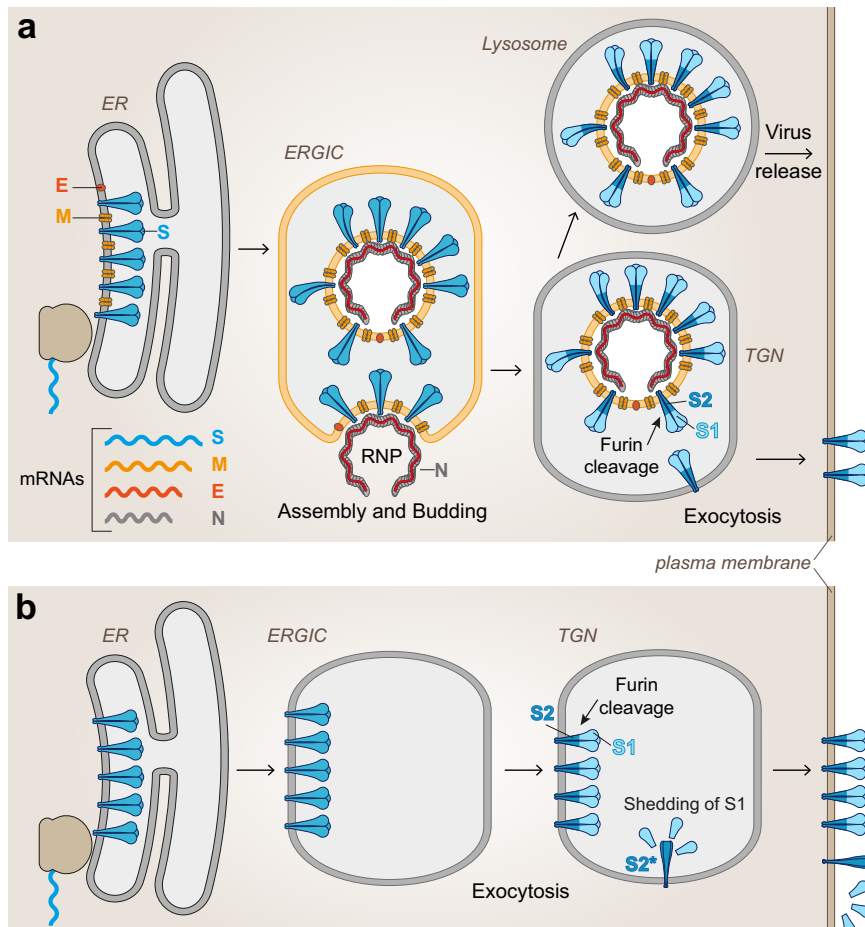 a
Lysosome
ER
ERGIC
E
M
S
Virus
release
TGN
S2
S1
Furin
cleavage
RNP
N
mRNAs
S
M
E
N
Assembly and Budding
Exocytosis
plasma membrane
b
ER
ERGIC
TGN
Furin
cleavage
S2
S1
Shedding of S1
S2*
Exocytosis